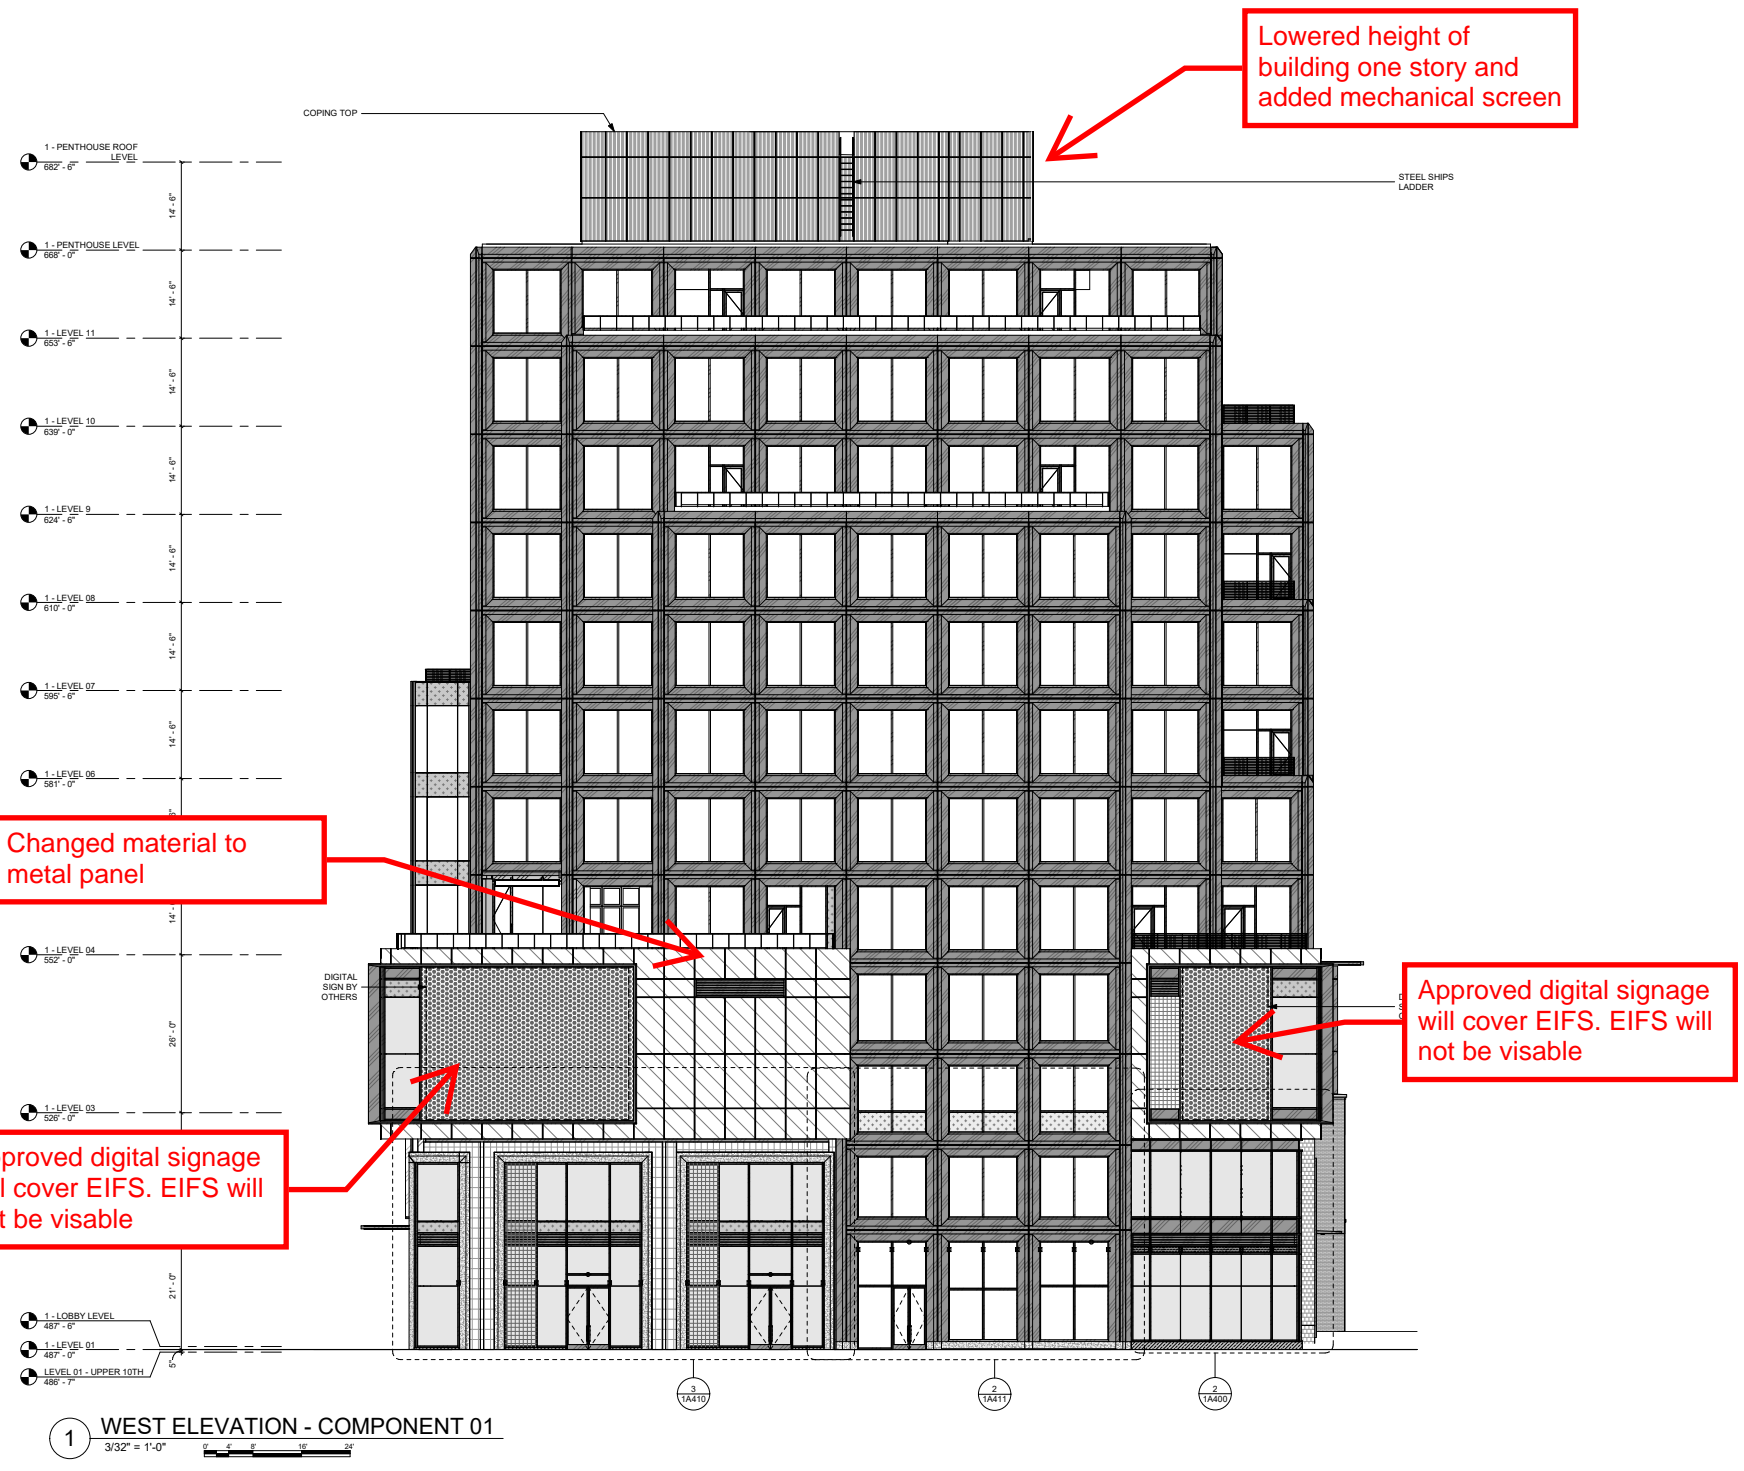 Lowered height of
building one story and
added mechanical screen
COPING TOP
1 - PENTHOUSE ROOF
LEVEL
682' - 6"
STEEL SHIPS
LADDER
14' - 6"
1 - PENTHOUSE LEVEL
668' - 0"
14' - 6"
1 - LEVEL 11
653' - 6"
14' - 6"
1 - LEVEL 10
639' - 0"
14' - 6"
1 - LEVEL 9
624' - 6"
14' - 6"
1 - LEVEL 08
610' - 0"
14' - 6"
1 - LEVEL 07
595' - 6"
14' - 6"
1 - LEVEL 06
581' - 0"
Changed material to
metal panel
1 - LEVEL 04
552' - 0"
DIGITAL
SIGN BY
OTHERS
Approved digital signage
will cover EIFS. EIFS will
not be visable
26' - 0"
1 - LEVEL 03
526' - 0"
proved digital signage
l cover EIFS. EIFS will
t be visable
21' - 0"
1 - LOBBY LEVEL
487' - 6"
1 - LEVEL 01
487' - 0"
5"
LEVEL 01 - UPPER 10TH
486' - 7"
3
1A410
2
1A411
2
1A400
1
WEST ELEVATION - COMPONENT 01
3/32" = 1'-0"
0' 4' 8' 16' 24'